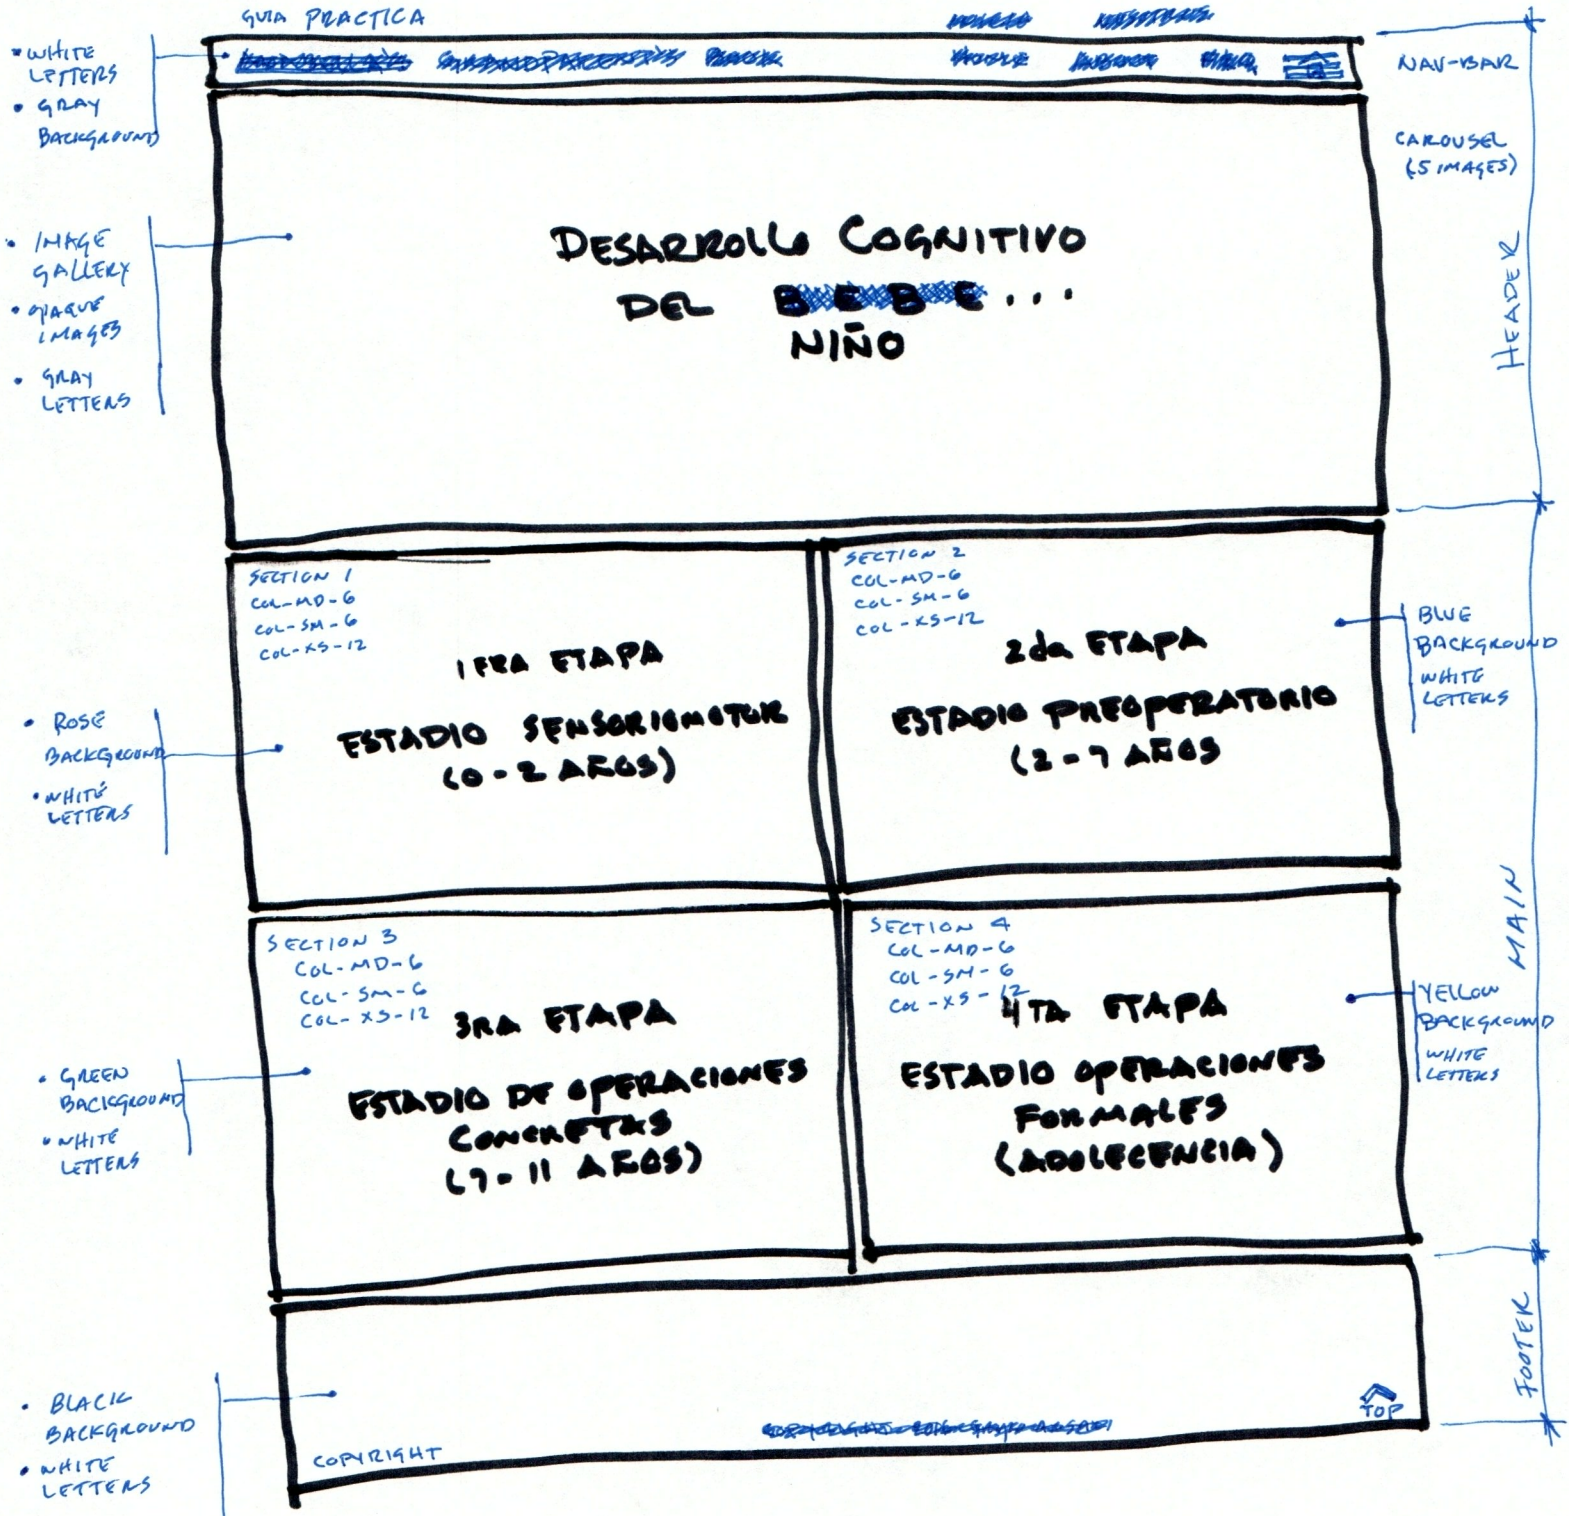 GUIA PRACTICA
• WHITE
LETTERS
• GRAY
BACKGROUND
NAV-BAR
CAROUSEL
(5 IMAGES)
HEADER
• IMAGE
GALLERY
• OPAQUE
IMAGES
• GRAY
LETTERS
DESARROLLO COGNITIVO
DEL BEBE...
NIÑO
SECTION 1
COL-MD-6
COL-SM-6
COL-XS-12
1ERA ETAPA
ESTADIO SENSORIOMOTOR
(0-2 AÑOS)
• ROSE
BACKGROUND
• WHITE
LETTERS
SECTION 2
COL-MD-6
COL-SM-6
COL-XS-12
2da ETAPA
ESTADIO PREOPERATORIO
(2-7 AÑOS
BLUE
BACKGROUND
WHITE
LETTERS
MAIN
SECTION 3
COL-MD-6
COL-SM-6
COL-XS-12
3RA ETAPA
ESTADIO DE OPERACIONES
CONCRETAS
(7-11 AÑOS)
• GREEN
BACKGROUND
• WHITE
LETTERS
SECTION 4
COL-MD-6
COL-SM-6
COL-XS-12
4TA ETAPA
ESTADIO OPERACIONES
FORMALES
(ADOLECENCIA)
YELLOW
BACKGROUND
WHITE
LETTERS
• BLACK
BACKGROUND
• WHITE
LETTERS
COPYRIGHT
TOP
FOOTER